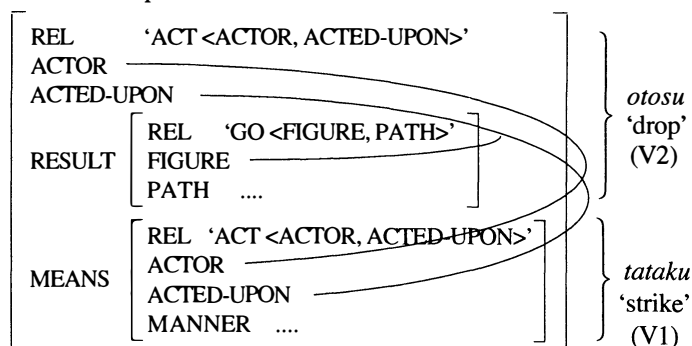 REL 'ACT <ACTOR, ACTED-UPON>'
ACTOR
ACTED-UPON
RESULT
REL 'GO <FIGURE, PATH>'
FIGURE
PATH ....
otosu
'drop'
(V2)
MEANS
REL 'ACT <ACTOR, ACTED-UPON>'
ACTOR
ACTED-UPON
MANNER ....
tataku
'strike'
(V1)